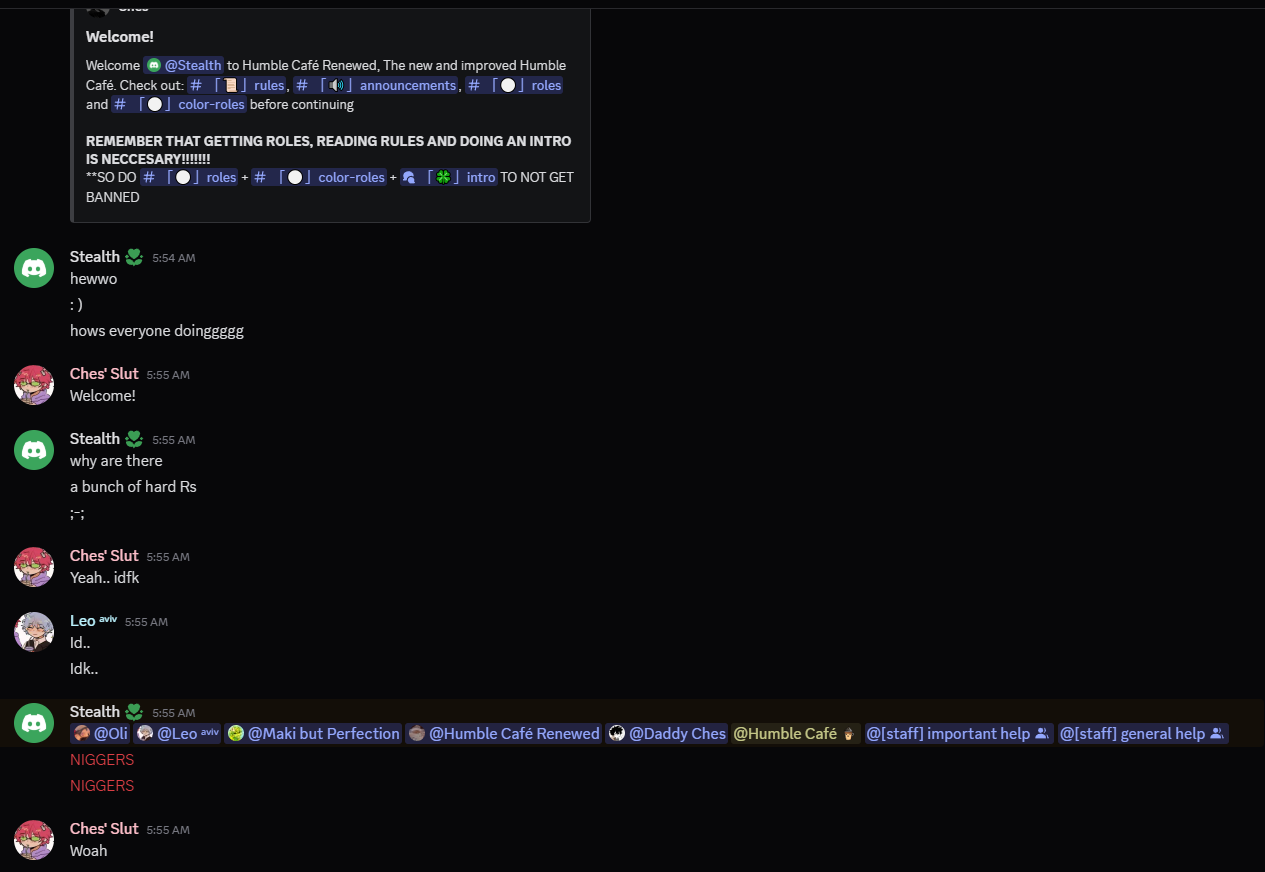 Ches
Welcome!
Welcome @Stealth to Humble Café Renewed, The new and improved Humble
Café. Check out: # 「📜」 rules, # 「🔊」 announcements, # 「⚪」 roles
and # 「⚪」 color-roles before continuing
REMEMBER THAT GETTING ROLES, READING RULES AND DOING AN INTRO
IS NECCESARY!!!!!!!
**SO DO # 「⚪」 roles + # 「⚪」 color-roles + 「🍀」 intro TO NOT GET
BANNED
Stealth 5:54 AM
hewwo
: )
hows everyone doinggggg
Ches' Slut 5:55 AM
Welcome!
Stealth 5:55 AM
why are there
a bunch of hard Rs
;-;
Ches' Slut 5:55 AM
Yeah.. idfk
Leo ᵃᵛⁱᵛ 5:55 AM
Id..
Idk..
Stealth 5:55 AM
@Oli @Leo ᵃᵛⁱᵛ @Maki but Perfection @Humble Café Renewed @Daddy Ches @Humble Café @[staff] important help @[staff] general help
NIGGERS
NIGGERS
Ches' Slut 5:55 AM
Woah